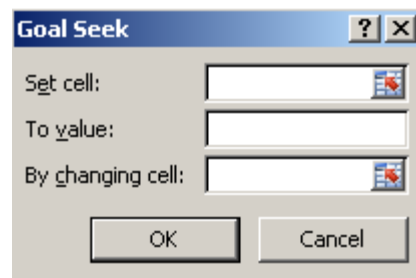 Goal Seek ? X
Set cell:
To value:
By changing cell:
OK Cancel